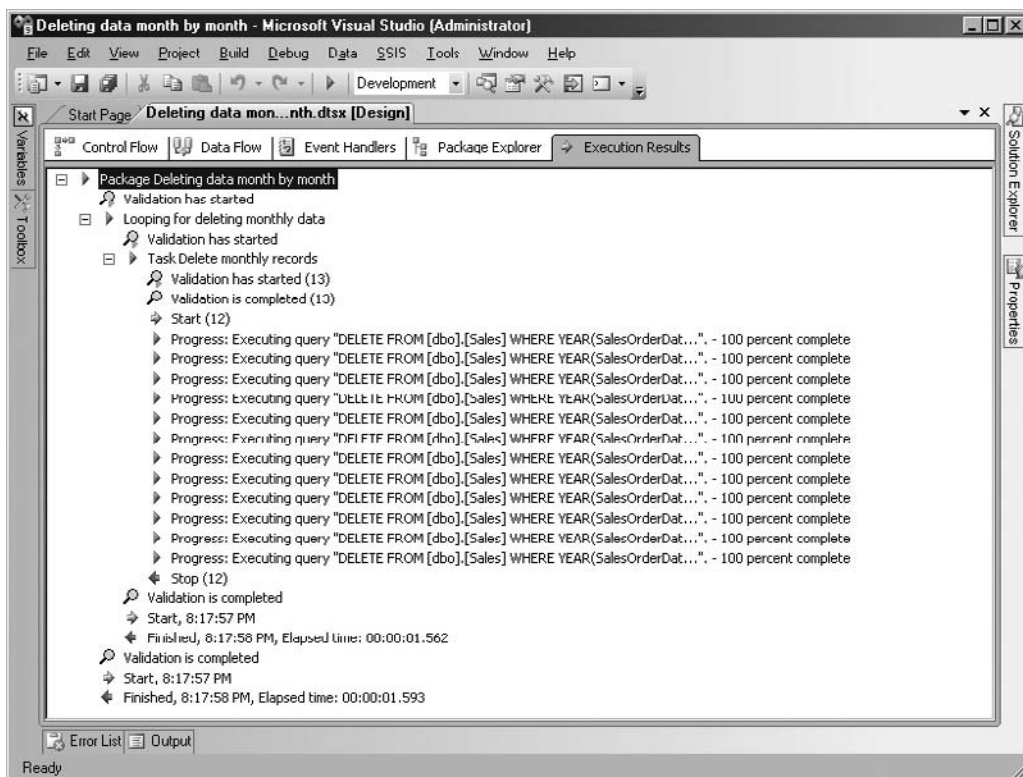 Deleting data month by month - Microsoft Visual Studio (Administrator)
File Edit View Project Build Debug Data SSIS Tools Window Help
Development
Start Page Deleting data mon...nth.dtsx [Design]
Variables
Toolbox
Control Flow Data Flow Event Handlers Package Explorer Execution Results
Package Deleting data month by month
Validation has started
Looping for deleting monthly data
Validation has started
Task Delete monthly records
Validation has started (13)
Validation is completed (13)
Start (12)
Progress: Executing query "DELETE FROM [dbo].[Sales] WHERE YEAR(SalesOrderDat...". - 100 percent complete
Progress: Executing query "DELETE FROM [dbo].[Sales] WHERE YEAR(SalesOrderDat...". - 100 percent complete
Progress: Executing query "DELETE FROM [dbo].[Sales] WHERE YEAR(SalesOrderDat...". - 100 percent complete
Progress: Executing query "DELETE FROM [dbo].[Sales] WHERE YEAR(SalesOrderDat...". - 100 percent complete
Progress: Executing query "DELETE FROM [dbo].[Sales] WHERE YEAR(SalesOrderDat...". - 100 percent complete
Progress: Executing query "DELETE FROM [dbo].[Sales] WHERE YEAR(SalesOrderDat...". - 100 percent complete
Progress: Executing query "DELETE FROM [dbo].[Sales] WHERE YEAR(SalesOrderDat...". - 100 percent complete
Progress: Executing query "DELETE FROM [dbo].[Sales] WHERE YEAR(SalesOrderDat...". - 100 percent complete
Progress: Executing query "DELETE FROM [dbo].[Sales] WHERE YEAR(SalesOrderDat...". - 100 percent complete
Progress: Executing query "DELETE FROM [dbo].[Sales] WHERE YEAR(SalesOrderDat...". - 100 percent complete
Progress: Executing query "DELETE FROM [dbo].[Sales] WHERE YEAR(SalesOrderDat...". - 100 percent complete
Progress: Executing query "DELETE FROM [dbo].[Sales] WHERE YEAR(SalesOrderDat...". - 100 percent complete
Stop (12)
Validation is completed
Start, 8:17:57 PM
Finished, 8:17:58 PM, Elapsed time: 00:00:01.562
Validation is completed
Start, 8:17:57 PM
Finished, 8:17:58 PM, Elapsed time: 00:00:01.593
Solution Explorer
Properties
Error List Output
Ready